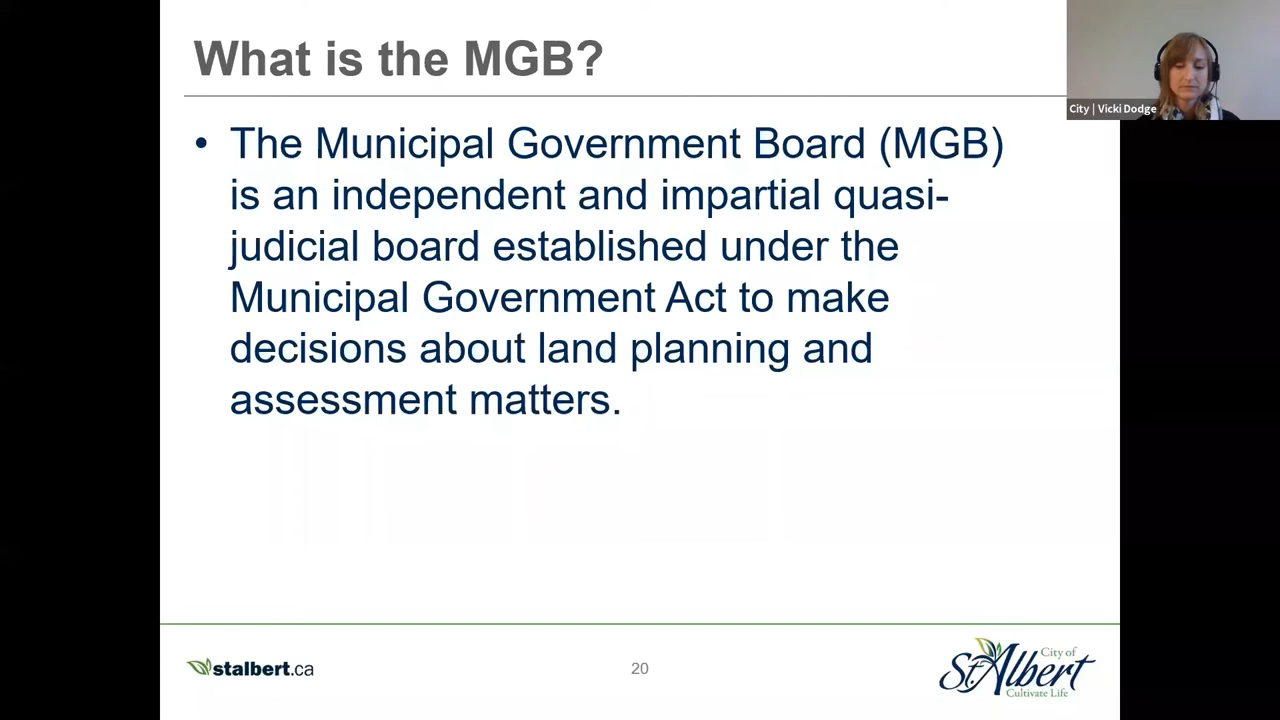 What is the MGB?
City | Vicki Dodge
• The Municipal Government Board (MGB)
is an independent and impartial quasi-
judicial board established under the
Municipal Government Act to make
decisions about land planning and
assessment matters.
stalbert.ca
20
City of
St. Albert
Cultivate Life